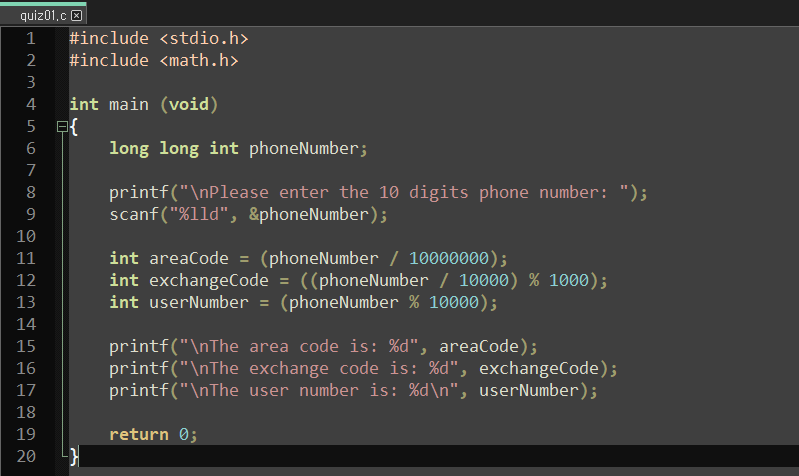 quiz01.c
1 #include <stdio.h>
2 #include <math.h>
3
4 int main (void)
5 {
6     long long int phoneNumber;
7
8     printf("\nPlease enter the 10 digits phone number: ");
9     scanf("%lld", &phoneNumber);
10
11     int areaCode = (phoneNumber / 10000000);
12     int exchangeCode = ((phoneNumber / 10000) % 1000);
13     int userNumber = (phoneNumber % 10000);
14
15     printf("\nThe area code is: %d", areaCode);
16     printf("\nThe exchange code is: %d", exchangeCode);
17     printf("\nThe user number is: %d\n", userNumber);
18
19     return 0;
20 }